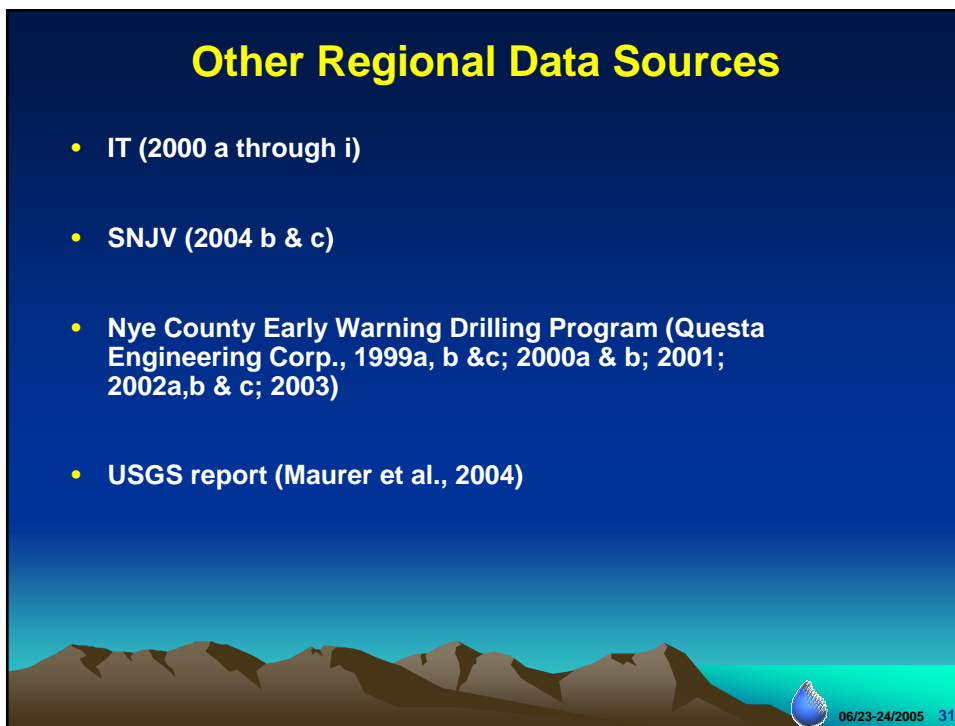 Other Regional Data Sources
• IT (2000 a through i)
• SNJV (2004 b & c)
• Nye County Early Warning Drilling Program (Questa
Engineering Corp., 1999a, b &c; 2000a & b; 2001;
2002a,b & c; 2003)
• USGS report (Maurer et al., 2004)
06/23-24/2005 31